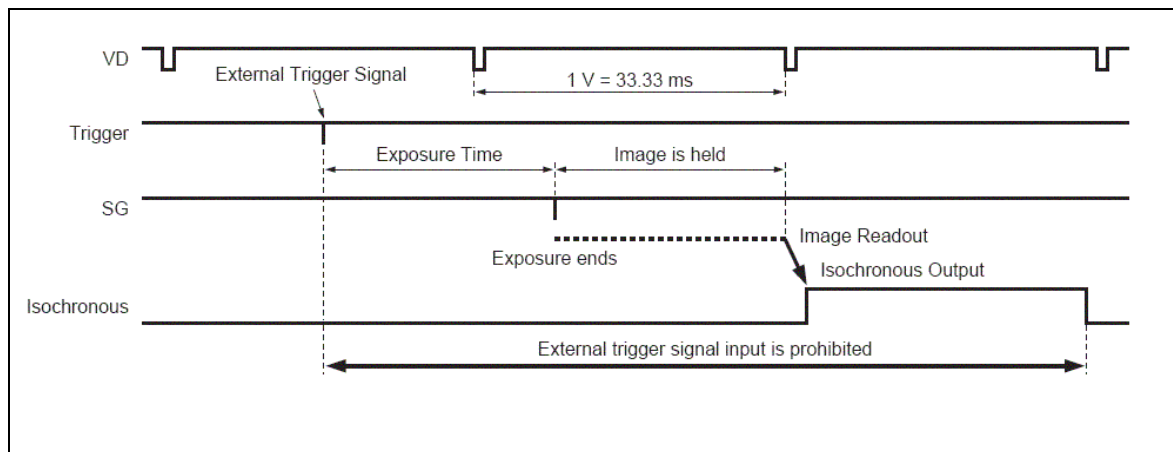 VD
External Trigger Signal
1 V = 33.33 ms
Trigger
Exposure Time
Image is held
SG
Image Readout
Exposure ends
Isochronous Output
Isochronous
External trigger signal input is prohibited